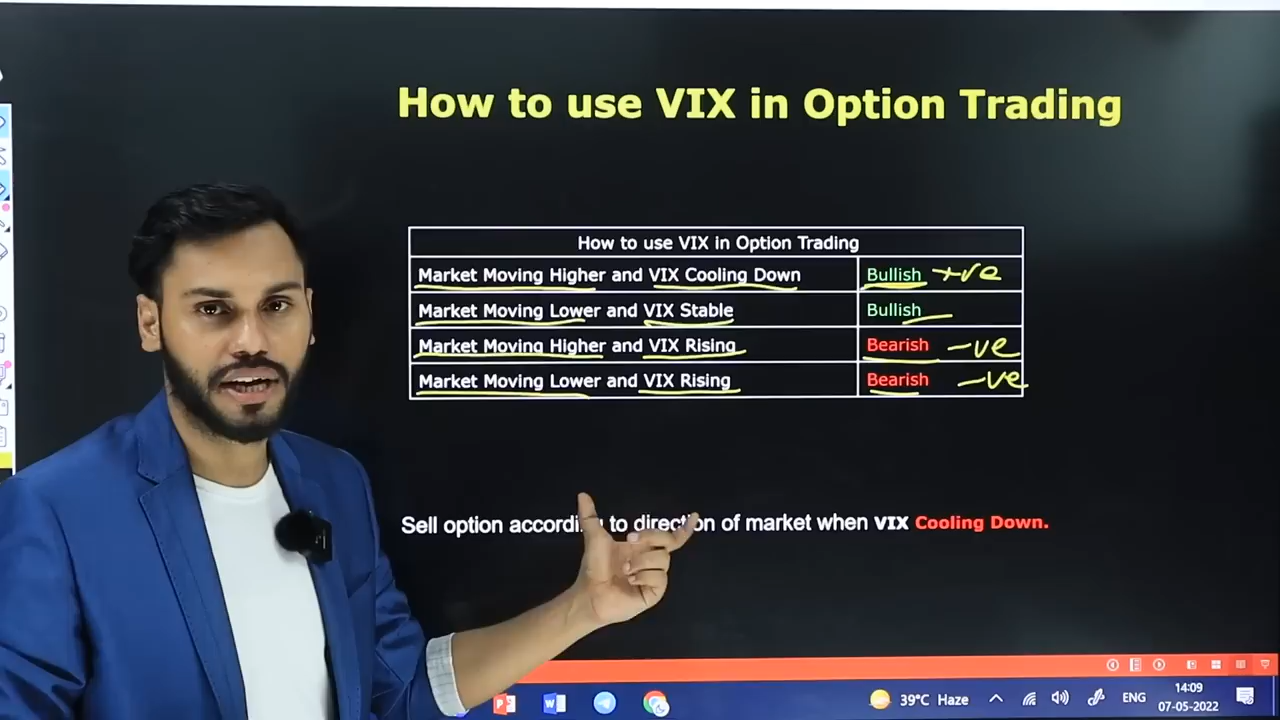 How to use VIX in Option Trading
How to use VIX in Option Trading
Market Moving Higher and VIX Cooling Down Bullish +ve
Market Moving Lower and VIX Stable Bullish
Market Moving Higher and VIX Rising Bearish -ve
Market Moving Lower and VIX Rising Bearish -ve
Sell option according to direction of market when VIX Cooling Down.
39°C Haze ENG 14:09
07-05-2022